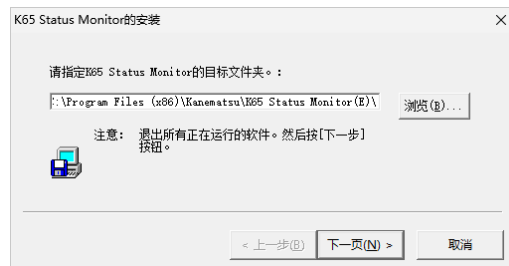 K65 Status Monitor的安装
请指定K65 Status Monitor的目标文件夹。:
:\Program Files (x86)\Kanematsu\K65 Status Monitor(E)\
浏览(B)...
注意: 退出所有正在运行的软件。然后按[下一步]
按钮。
< 上一步(B)
下一页(N) >
取消